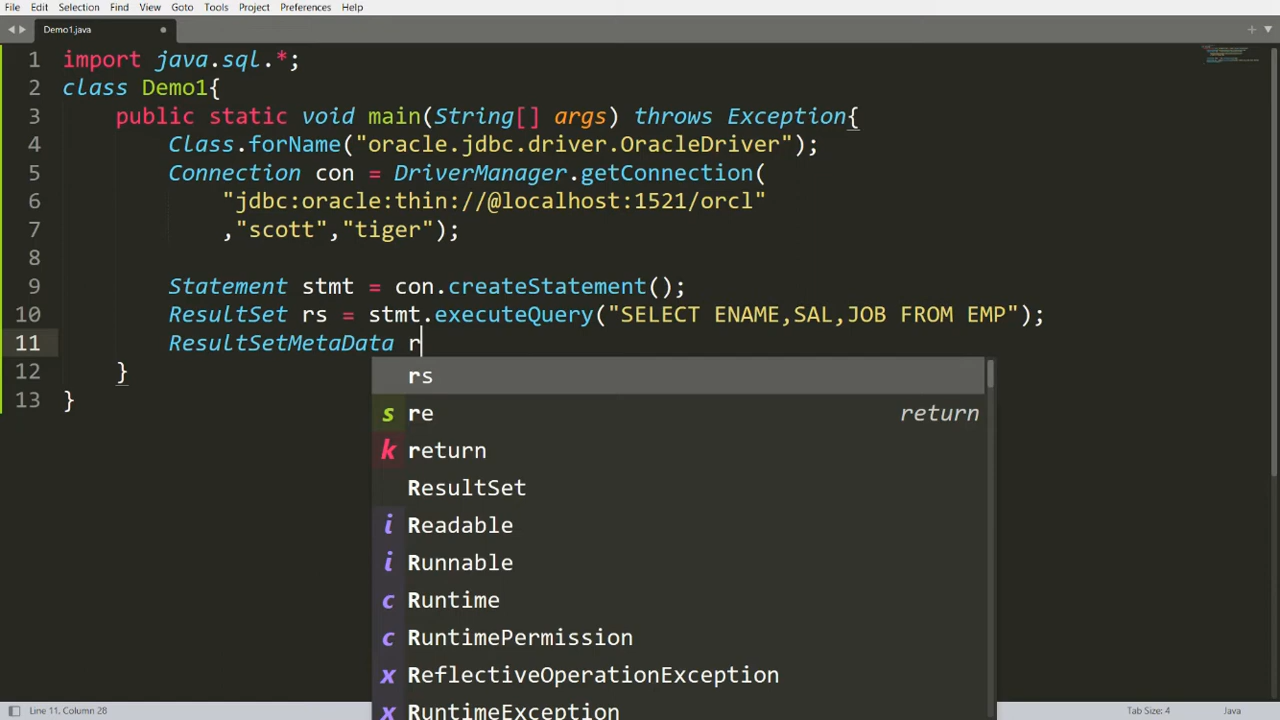 File Edit Selection Find View Goto Tools Project Preferences Help
Demo1.java
1 import java.sql.*;
2 class Demo1{
3 public static void main(String[] args) throws Exception{
4 Class.forName("oracle.jdbc.driver.OracleDriver");
5 Connection con = DriverManager.getConnection(
6 "jdbc:oracle:thin://@localhost:1521/orcl"
7 ,"scott","tiger");
8
9 Statement stmt = con.createStatement();
10 ResultSet rs = stmt.executeQuery("SELECT ENAME,SAL,JOB FROM EMP");
11 ResultSetMetaData r
12 }
13 }
rs
s re return
k return
ResultSet
i Readable
i Runnable
c Runtime
c RuntimePermission
x ReflectiveOperationException
x RuntimeException
Line 11, Column 28 Tab Size: 4 Java